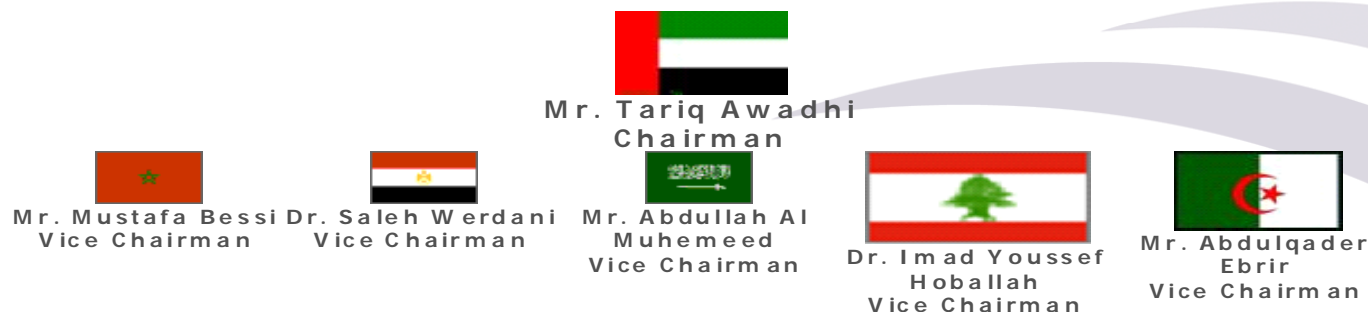 Mr. Tariq Awadhi
Chairman
Mr. Mustafa Bessi
Vice Chairman
Dr. Saleh Werdani
Vice Chairman
Mr. Abdullah Al
Muhemeed
Vice Chairman
Dr. Imad Youssef
Hoballah
Vice Chairman
Mr. Abdulqader
Ebrir
Vice Chairman